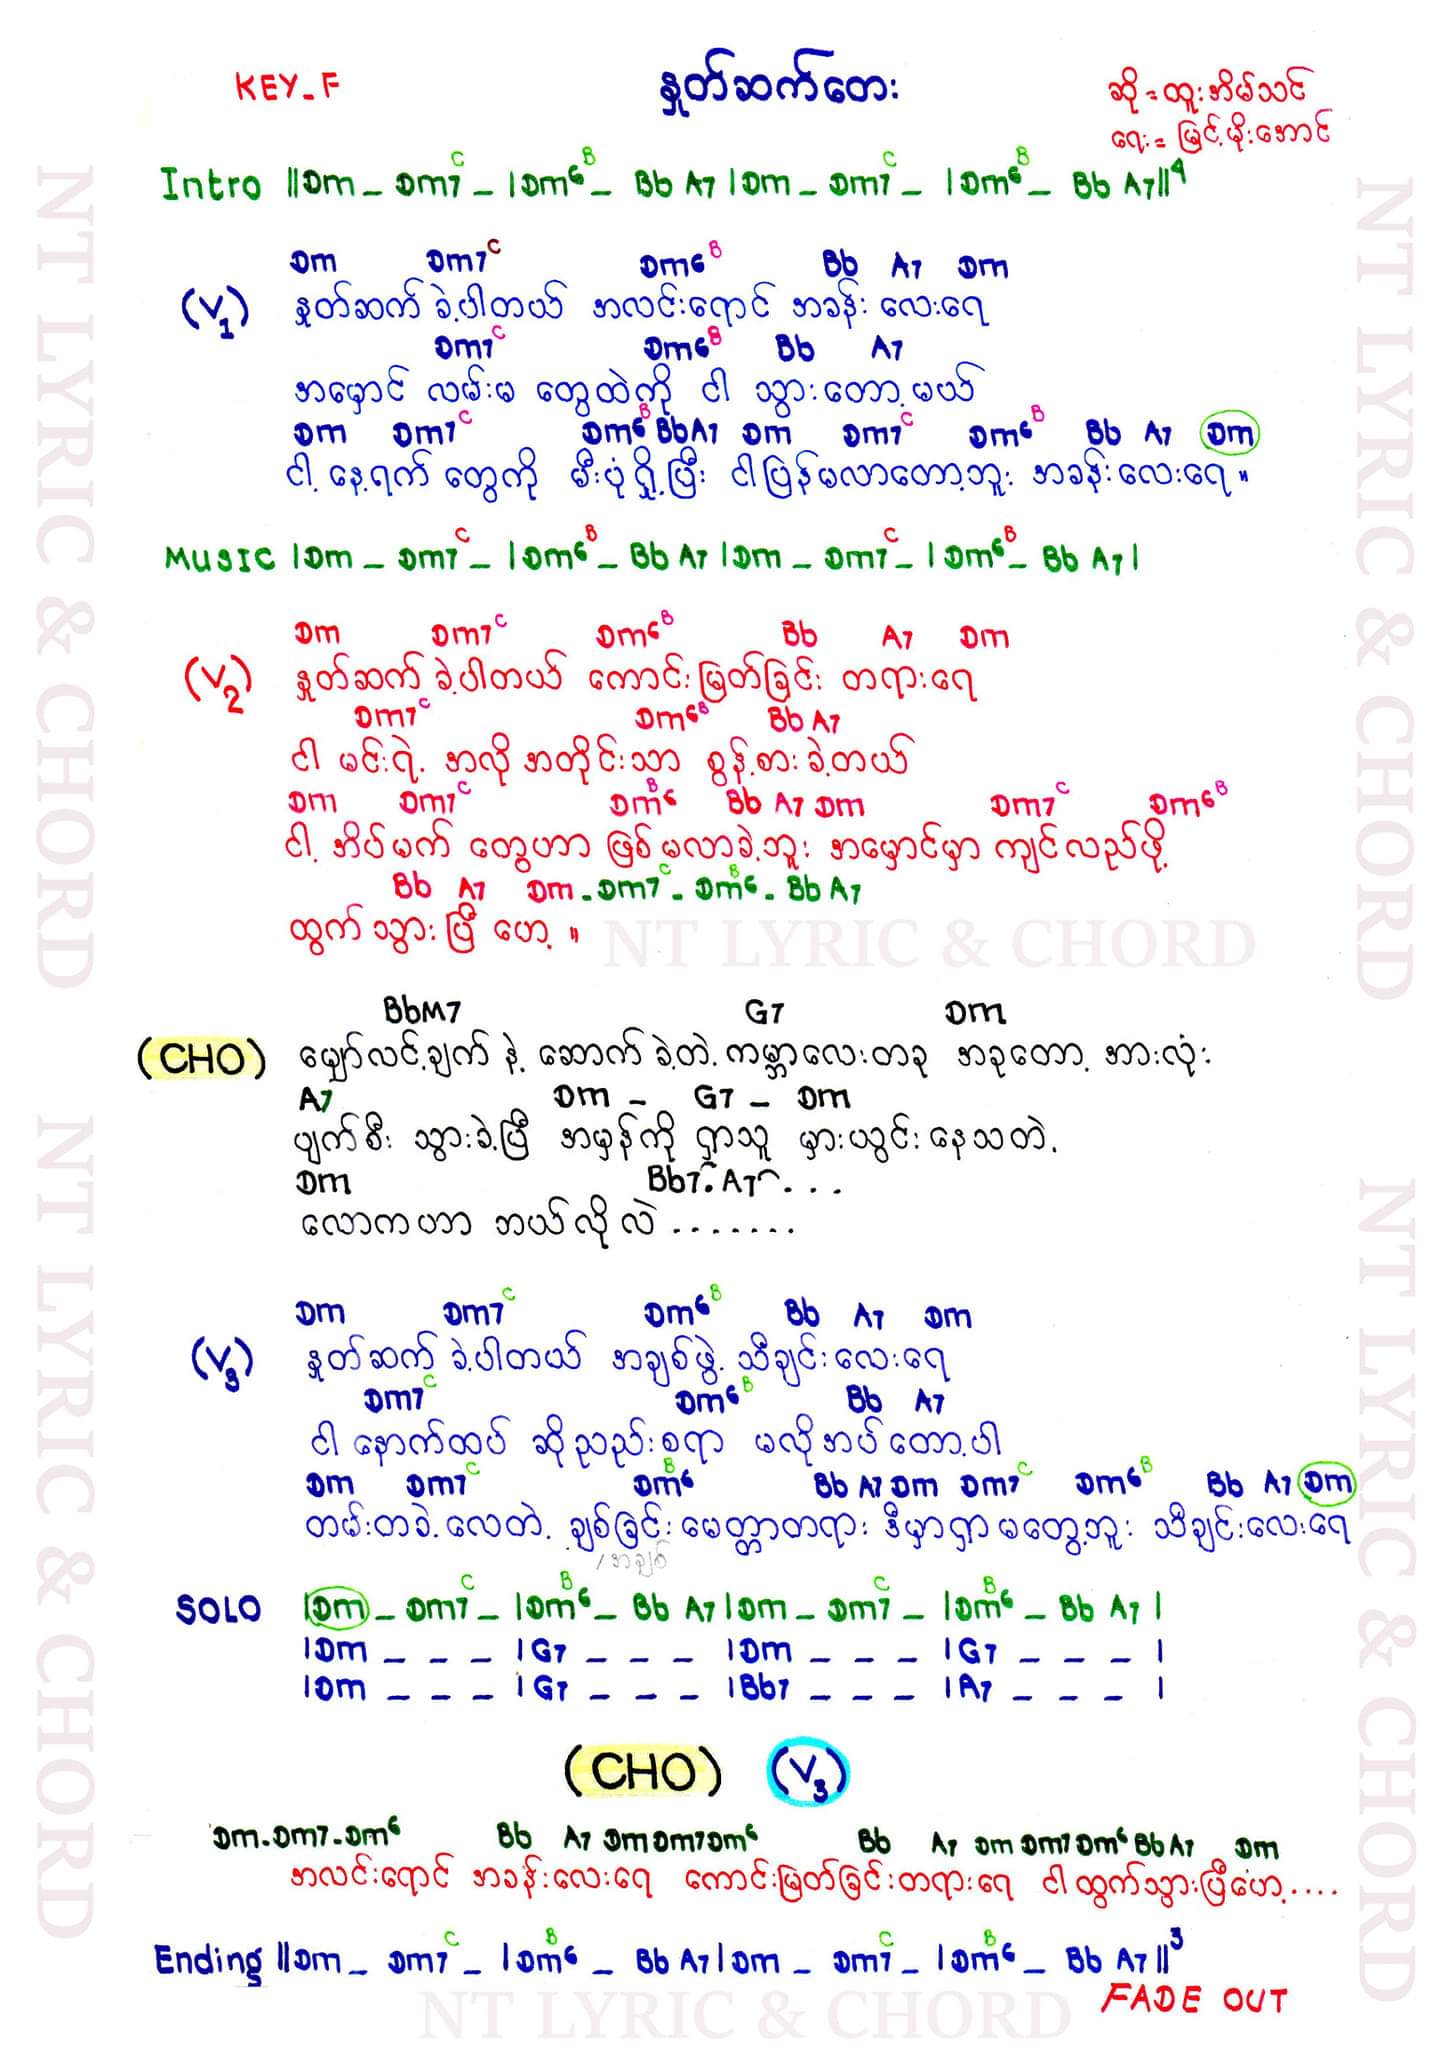 KEY_F
နှုတ်ဆက်တေး
ဆို = ထူးအိမ်သင်
ရေး = မြင့်မိုးအောင်
Intro ||Dm _ Dm7 C _ |Dm6 B _ Bb A7 |Dm _ Dm7 C _ |Dm6 B _ Bb A7||4
Dm Dm7 C Dm6 B Bb A7 Dm
(V1) နှုတ်ဆက်ခဲ့ပါတယ် အလင်းရောင် အခန်းလေးရေ
Dm7 C Dm6 B Bb A7
အမှောင် လမ်းမ တွေထဲကို ငါ သွားတော့မယ်
Dm Dm7 C Dm6 B Bb A7 Dm Dm7 C Dm6 B Bb A7 Dm
ငါ့ နေ့ရက် တွေကို မီးပုံရှို့ပြီး ငါပြန်မလာတော့ဘူး အခန်းလေးရေ။
MUSIC |Dm _ Dm7 C _ |Dm6 B _ Bb A7 |Dm _ Dm7 C _ |Dm6 B _ Bb A7|
Dm Dm7 C Dm6 B Bb A7 Dm
(V2) နှုတ်ဆက်ခဲ့ပါတယ် ကောင်းမြတ်ခြင်း တရားရေ
Dm7 C Dm6 B Bb A7
ငါ မင်းရဲ့ အလို အတိုင်းသာ စွန့်စားခဲ့တယ်
Dm Dm7 C Dm6 B Bb A7 Dm Dm7 C Dm6 B
ငါ့ အိပ်မက် တွေဟာ ဖြစ်မလာခဲ့ဘူး အမှောင်မှာ ကျင်လည်ဖို့
Bb A7 Dm - Dm7 C - Dm6 B - Bb A7
ထွက်သွားပြီ ဟေ့ ။
NT LYRIC & CHORD
BbM7 G7 Dm
(CHO) မျှော်လင့်ချက် နဲ့ ဆောက်ခဲ့တဲ့ ကမ္ဘာလေးတခု အခုတော့ အားလုံး
A7 Dm _ G7 _ Dm
ပျက်စီး သွားခဲ့ပြီ အမှန်ကို ရှာသူ မှားယွင်းနေသတဲ့
Dm Bb7 . A7 . . .
လောကဟာ ဘယ်လိုလဲ .......
Dm Dm7 C Dm6 B Bb A7 Dm
(V3) နှုတ်ဆက်ခဲ့ပါတယ် အချစ်ဖွဲ့ သီချင်းလေးရေ
Dm7 C Dm6 B Bb A7
ငါ နောက်ထပ် ဆိုညည်းစရာ မလိုအပ်တော့ပါ
Dm Dm7 C Dm6 B Bb A7 Dm Dm7 C Dm6 B Bb A7 Dm
တမ်းတခဲ့လေတဲ့ ချစ်ခြင်းမေတ္တာတရား ဒီမှာရှာမတွေ့ဘူး သီချင်းလေးရေ
/အချစ်
SOLO |Dm _ Dm7 C _ |Dm6 B _ Bb A7 |Dm _ Dm7 C _ |Dm6 B _ Bb A7 |
|Dm _ _ _ |G7 _ _ _ |Dm _ _ _ |G7 _ _ _ |
|Dm _ _ _ |G7 _ _ _ |Bb7 _ _ _ |A7 _ _ _ |
(CHO) (V3)
Dm-Dm7-Dm6 Bb A7 Dm Dm7 Dm6 Bb A7 Dm Dm7 Dm6 Bb A7 Dm
အလင်းရောင် အခန်းလေးရေ ကောင်းမြတ်ခြင်းတရားရေ ငါထွက်သွားပြီဟေ့....
Ending ||Dm _ Dm7 C _ |Dm6 B _ Bb A7 |Dm _ Dm7 C _ |Dm6 B _ Bb A7||3
FADE OUT
NT LYRIC & CHORD
NT LYRIC & CHORD
NT LYRIC & CHORD
NT LYRIC & CHORD
NT LYRIC & CHORD